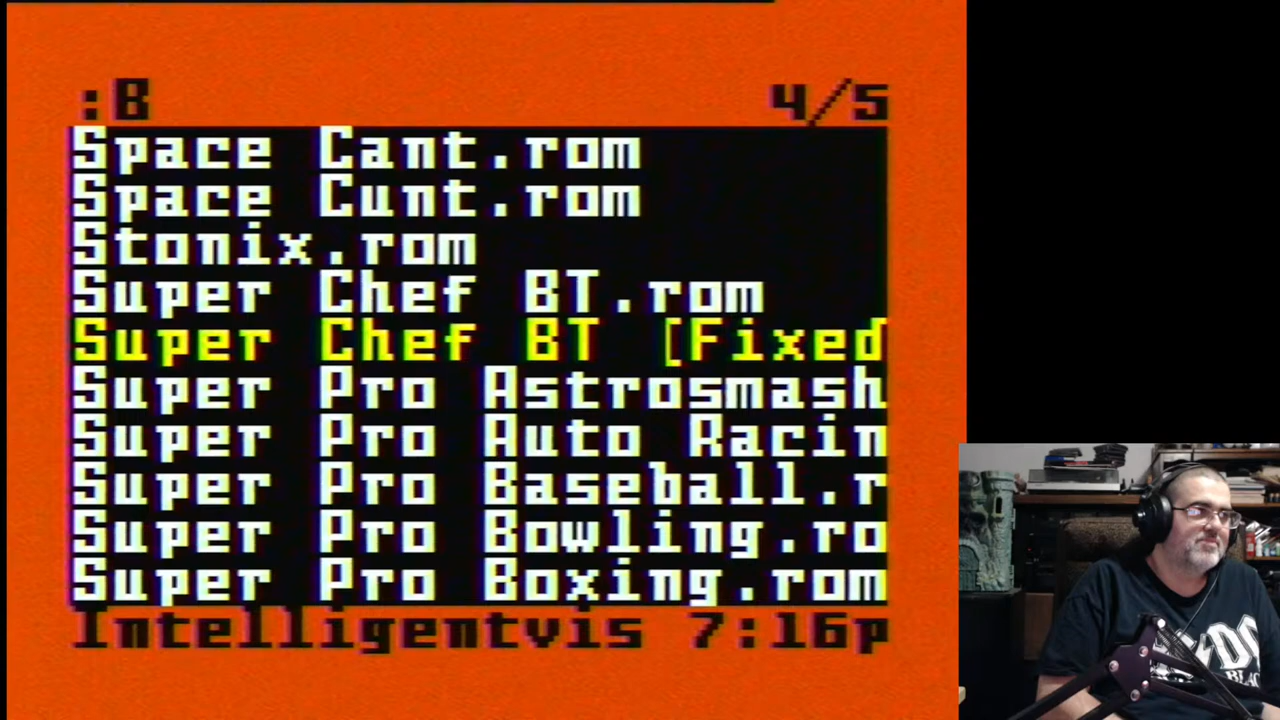 :B 4/5
Space Cant.rom
Space Cunt.rom
Stonix.rom
Super Chef BT.rom
Super Chef BT [Fixed
Super Pro Astrosmash
Super Pro Auto Racin
Super Pro Baseball.r
Super Pro Bowling.ro
Super Pro Boxing.rom
Intelligentvis 7:16p
DC
BLAC